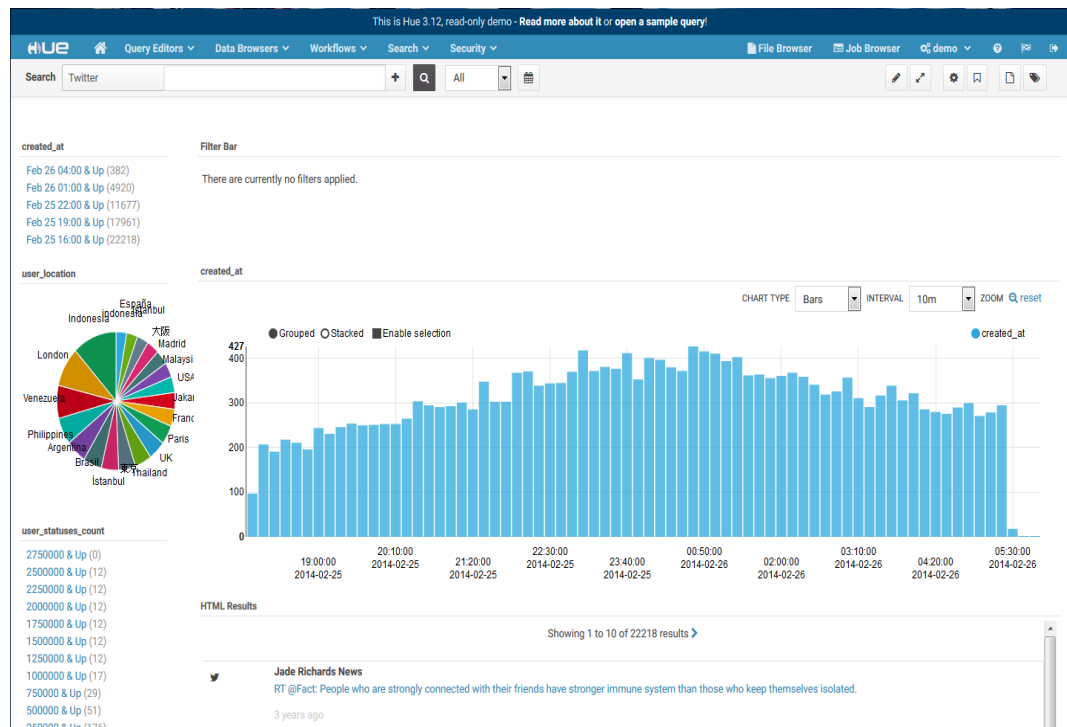 This is Hue 3.12, read-only demo - Read more about it or open a sample query!
HUE Query Editors Data Browsers Workflows Search Security File Browser Job Browser demo
Search Twitter All
created_at
Feb 26 04:00 & Up (382)
Feb 26 01:00 & Up (4920)
Feb 25 22:00 & Up (11677)
Feb 25 19:00 & Up (17961)
Feb 25 16:00 & Up (22218)
Filter Bar
There are currently no filters applied.
user_location
España
İstanbul
indonesia
Indonesia
大阪
Madrid
London
Malaysi
USA
Venezuela
Jakar
Franc
Philippines
Paris
Argentina
UK
Brasil
東京
Thailand
İstanbul
created_at
CHART TYPE Bars INTERVAL 10m ZOOM reset
Grouped Stacked Enable selection created_at
427
400
300
200
100
0
19:00:00
2014-02-25
20:10:00
2014-02-25
21:20:00
2014-02-25
22:30:00
2014-02-25
23:40:00
2014-02-25
00:50:00
2014-02-26
02:00:00
2014-02-26
03:10:00
2014-02-26
04:20:00
2014-02-26
05:30:00
2014-02-26
user_statuses_count
2750000 & Up (0)
2500000 & Up (12)
2250000 & Up (12)
2000000 & Up (12)
1750000 & Up (12)
1500000 & Up (12)
1250000 & Up (12)
1000000 & Up (17)
750000 & Up (29)
500000 & Up (51)
250000 & Up (176)
HTML Results
Showing 1 to 10 of 22218 results
Jade Richards News
RT @Fact: People who are strongly connected with their friends have stronger immune system than those who keep themselves isolated.
3 years ago